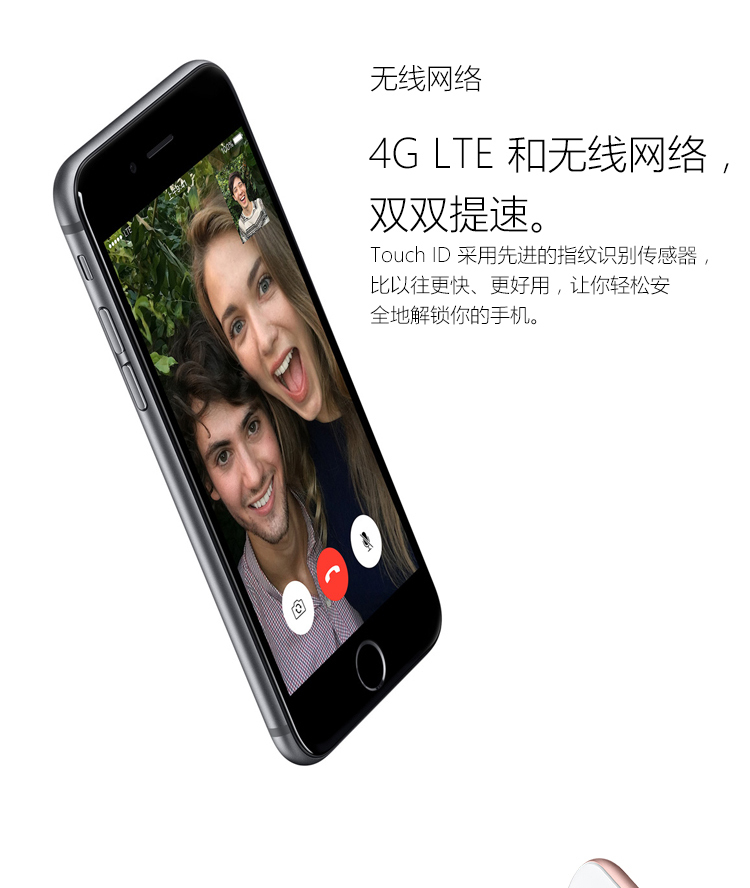 无线网络
4G LTE 和无线网络，
双双提速。
Touch ID 采用先进的指纹识别传感器，
比以往更快、更好用，让你轻松安
全地解锁你的手机。
LTE
100%